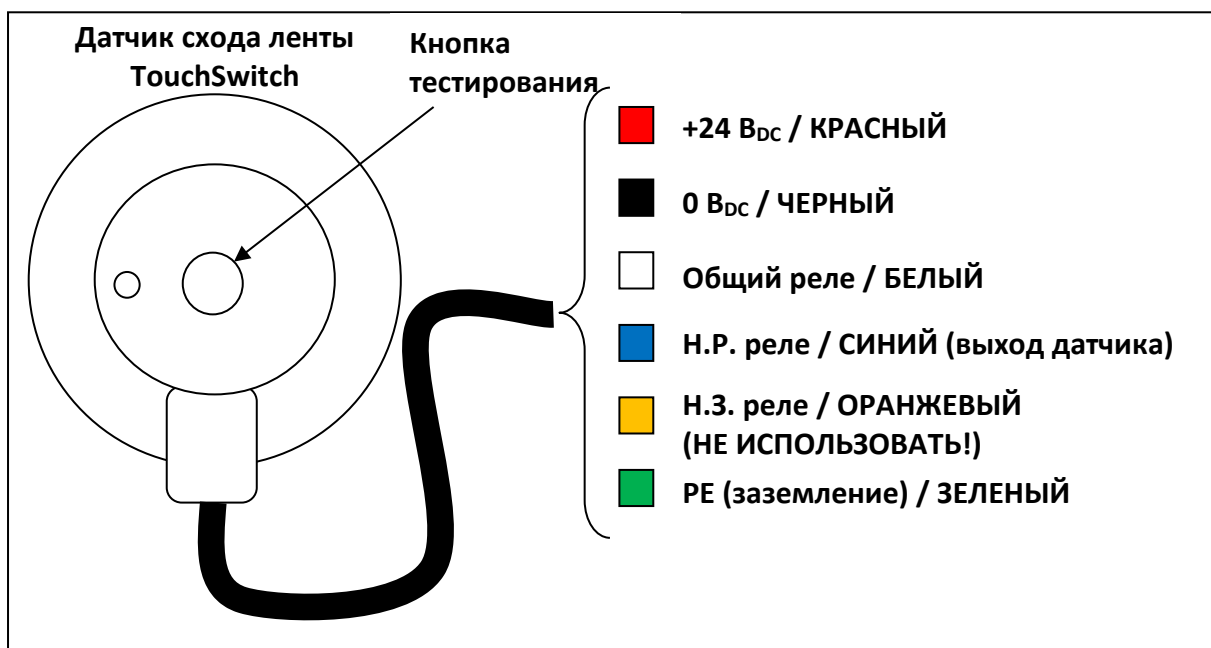 Датчик схода ленты
TouchSwitch
Кнопка
тестирования
+24 BDC / КРАСНЫЙ
0 BDC / ЧЕРНЫЙ
Общий реле / БЕЛЫЙ
Н.Р. реле / СИНИЙ (выход датчика)
Н.З. реле / ОРАНЖЕВЫЙ
(НЕ ИСПОЛЬЗОВАТЬ!)
PE (заземление) / ЗЕЛЕНЫЙ